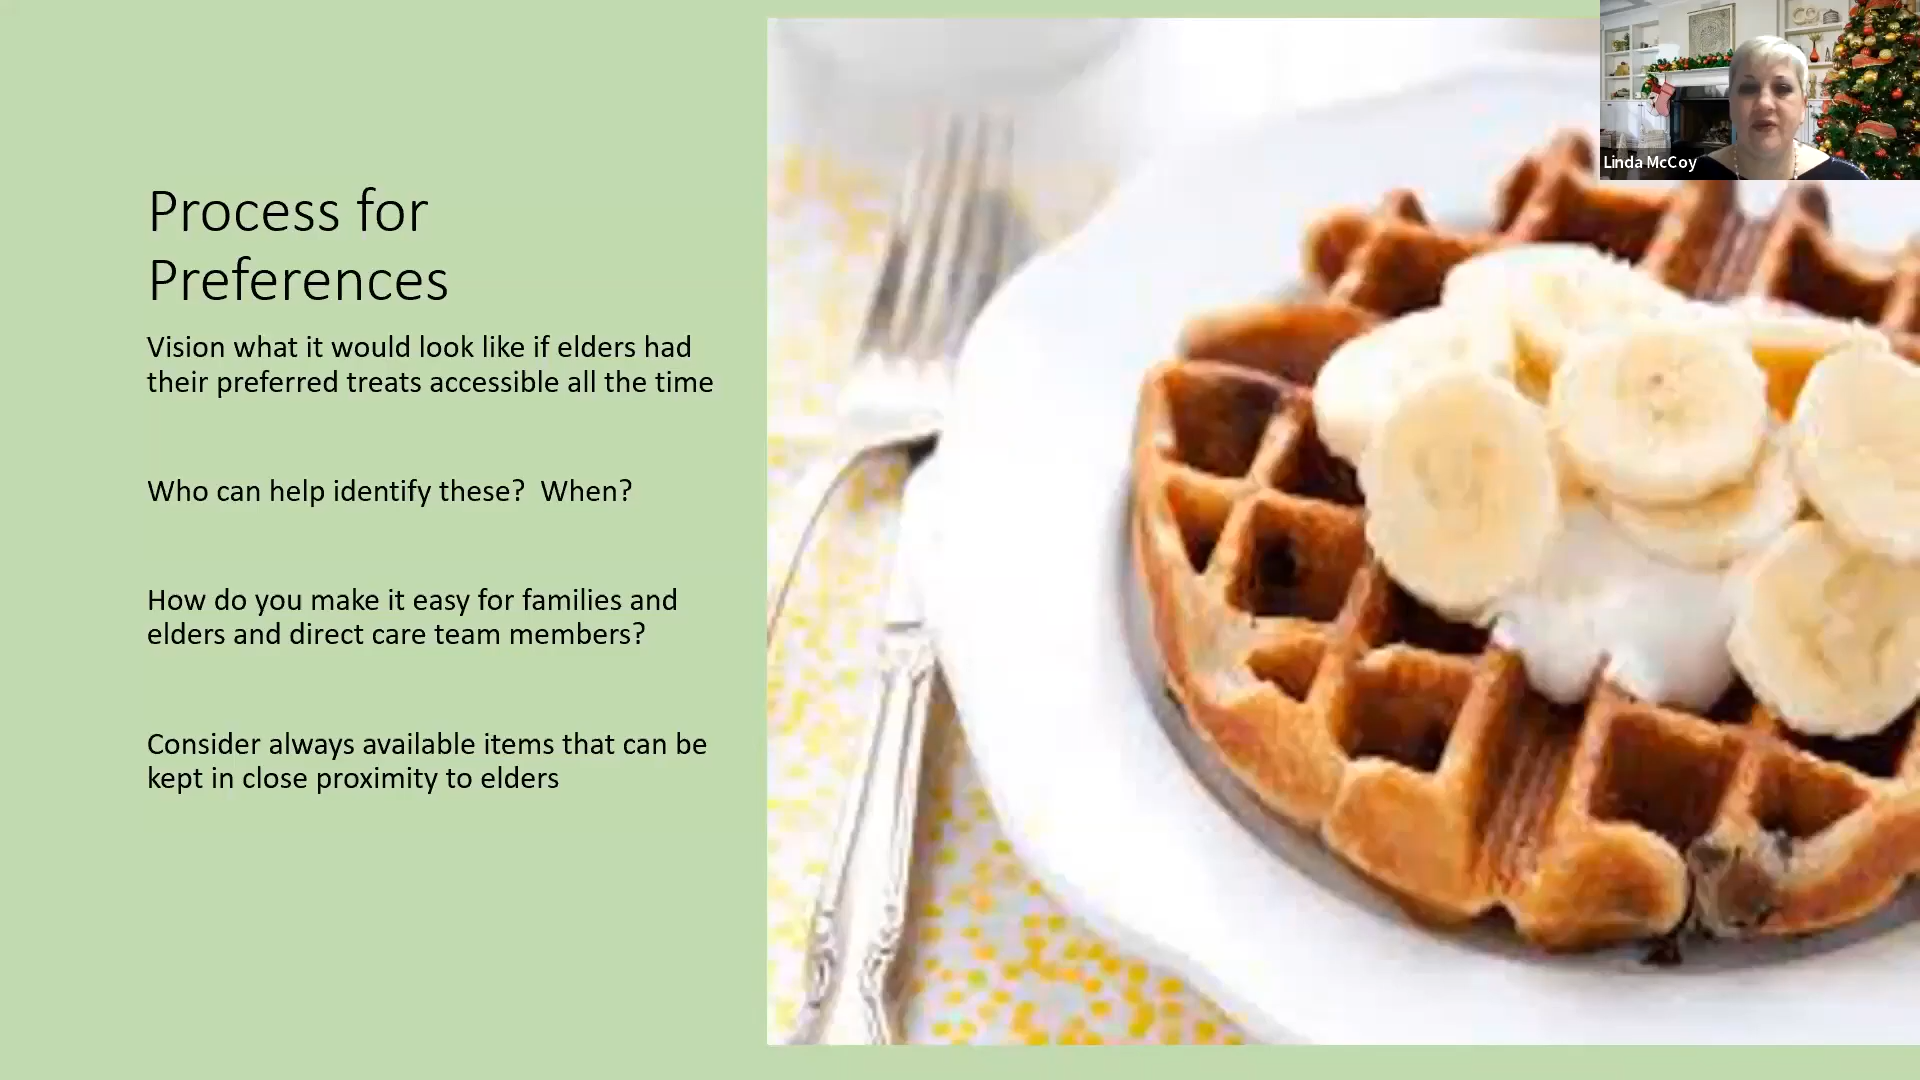 Process for
Preferences
Vision what it would look like if elders had
their preferred treats accessible all the time
Who can help identify these?  When?
How do you make it easy for families and
elders and direct care team members?
Consider always available items that can be
kept in close proximity to elders
Linda McCoy